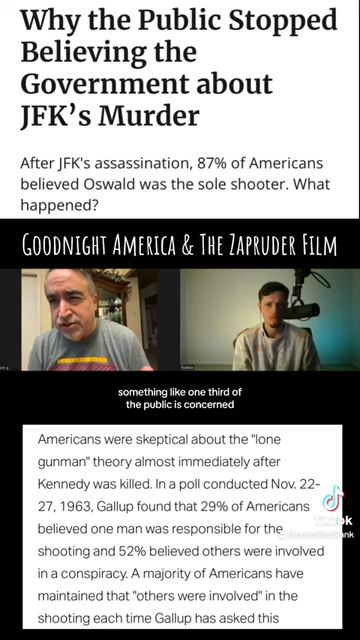 Why the Public Stopped
Believing the
Government about
JFK's Murder
After JFK's assassination, 87% of Americans
believed Oswald was the sole shooter. What
happened?
GOODNIGHT AMERICA & THE ZAPRUDER FILM
something like one third of
the public is concerned
Americans were skeptical about the "lone
gunman" theory almost immediately after
Kennedy was killed. In a poll conducted Nov. 22-
27, 1963, Gallup found that 29% of Americans
believed one man was responsible for the
shooting and 52% believed others were involved
in a conspiracy. A majority of Americans have
maintained that "others were involved" in the
shooting each time Gallup has asked this
TikTok